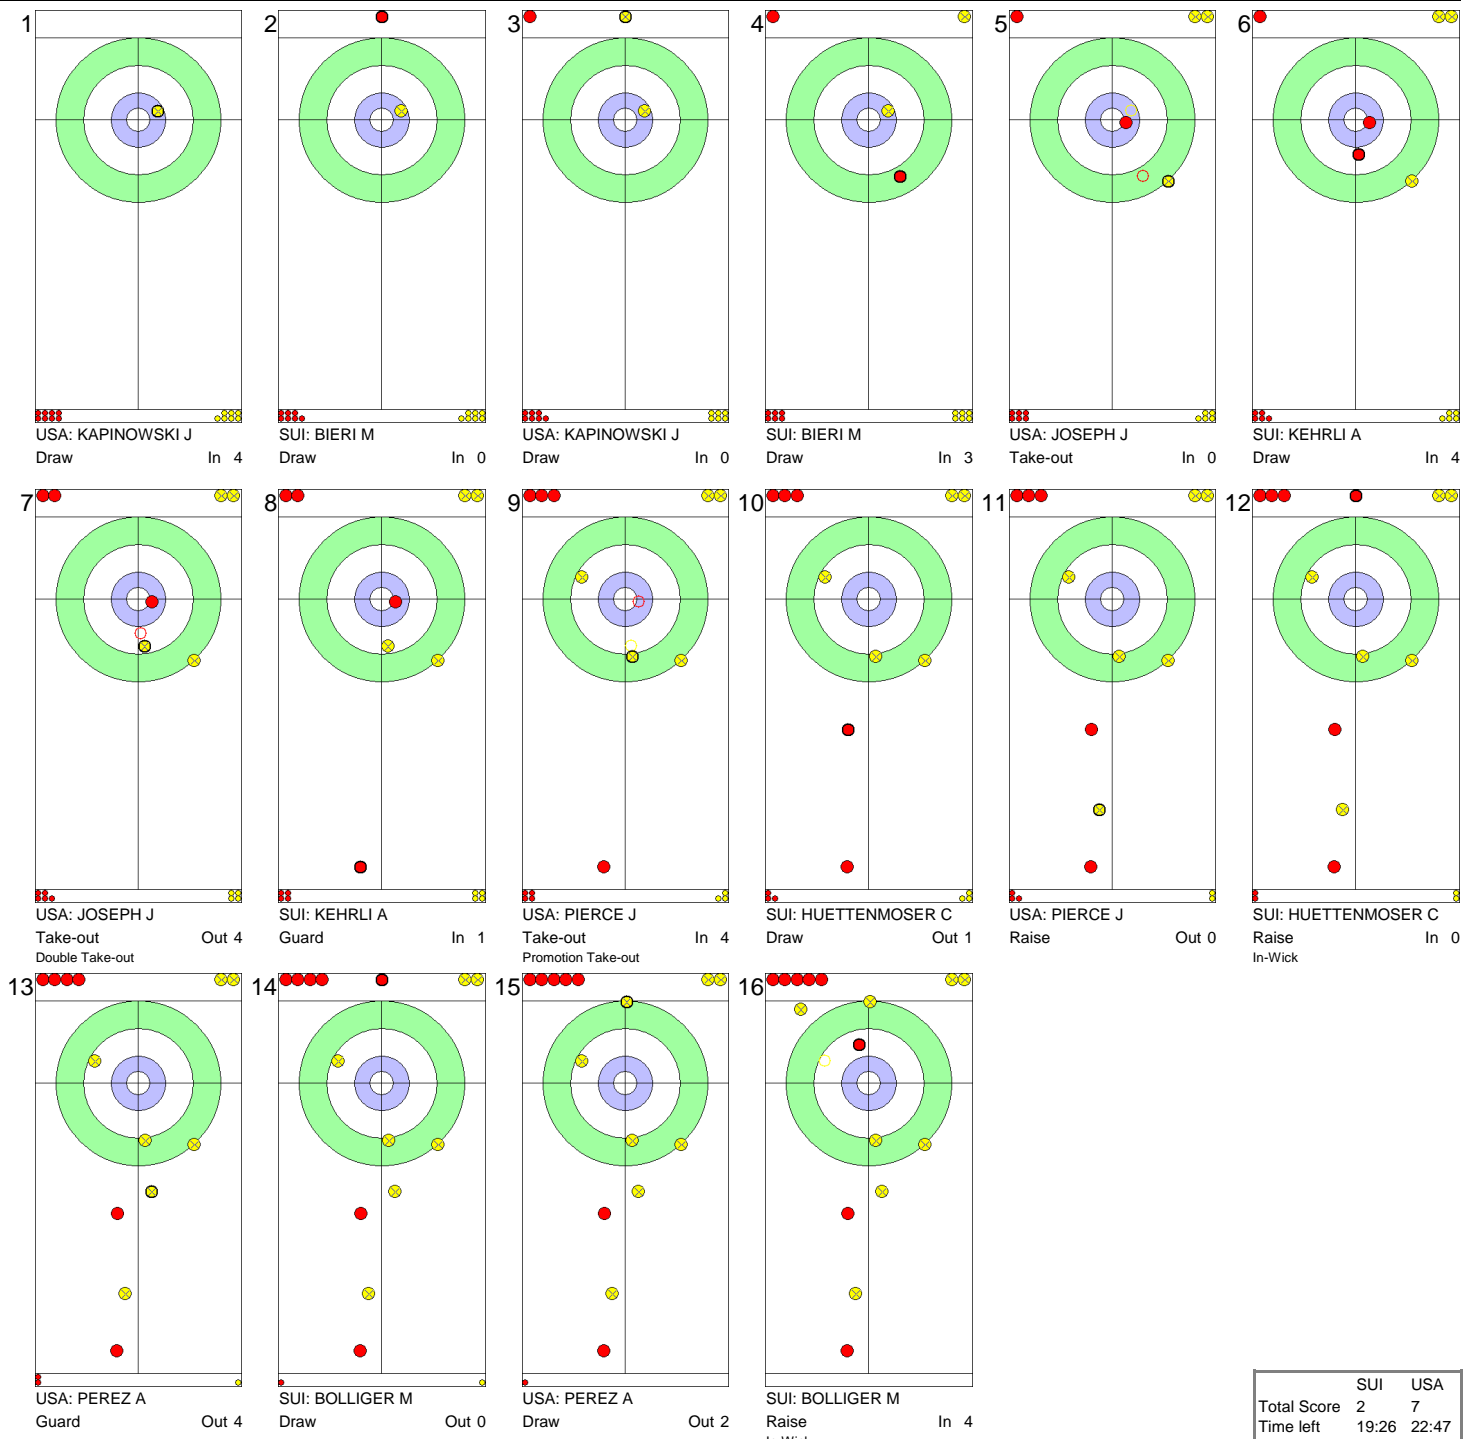 1
2
3
4
5
6
USA: KAPINOWSKI J
Draw In 4
SUI: BIERI M
Draw In 0
USA: KAPINOWSKI J
Draw In 0
SUI: BIERI M
Draw In 3
USA: JOSEPH J
Take-out In 0
SUI: KEHRLI A
Draw In 4
7
8
9
10
11
12
USA: JOSEPH J
Take-out Out 4
Double Take-out
SUI: KEHRLI A
Guard In 1
USA: PIERCE J
Take-out In 4
Promotion Take-out
SUI: HUETTENMOSER C
Draw Out 1
USA: PIERCE J
Raise Out 0
SUI: HUETTENMOSER C
Raise In 0
In-Wick
13
14
15
16
USA: PEREZ A
Guard Out 4
SUI: BOLLIGER M
Draw Out 0
USA: PEREZ A
Draw Out 2
SUI: BOLLIGER M
Raise In 4
SUI USA
Total Score 2 7
Time left 19:26 22:47